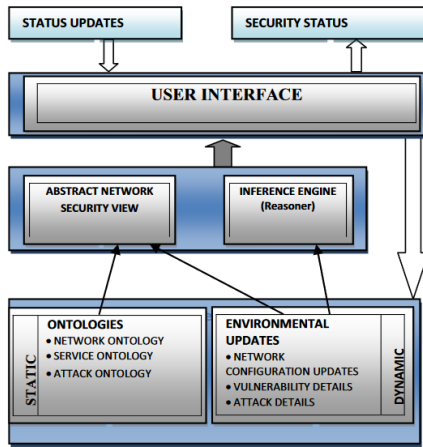 STATUS UPDATES
SECURITY STATUS
USER INTERFACE
ABSTRACT NETWORK
SECURITY VIEW
INFERENCE ENGINE
(Reasoner)
STATIC
ONTOLOGIES
• NETWORK ONTOLOGY
• SERVICE ONTOLOGY
• ATTACK ONTOLOGY
ENVIRONMENTAL
UPDATES
• NETWORK
CONFIGURATION UPDATES
• VULNERABILITY DETAILS
• ATTACK DETAILS
DYNAMIC